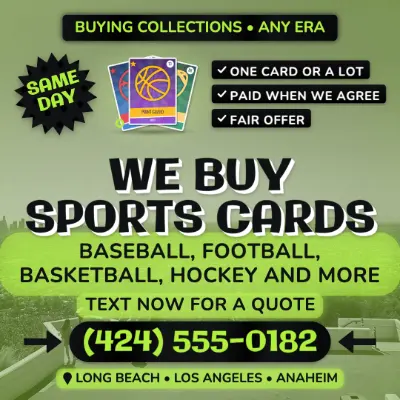 BUYING COLLECTIONS • ANY ERA
SAME
DAY
ONE CARD OR A LOT
PAID WHEN WE AGREE
FAIR OFFER
WE BUY
SPORTS CARDS
BASEBALL, FOOTBALL,
BASKETBALL, HOCKEY AND MORE
TEXT NOW FOR A QUOTE
(424) 555-0182
LONG BEACH • LOS ANGELES • ANAHEIM